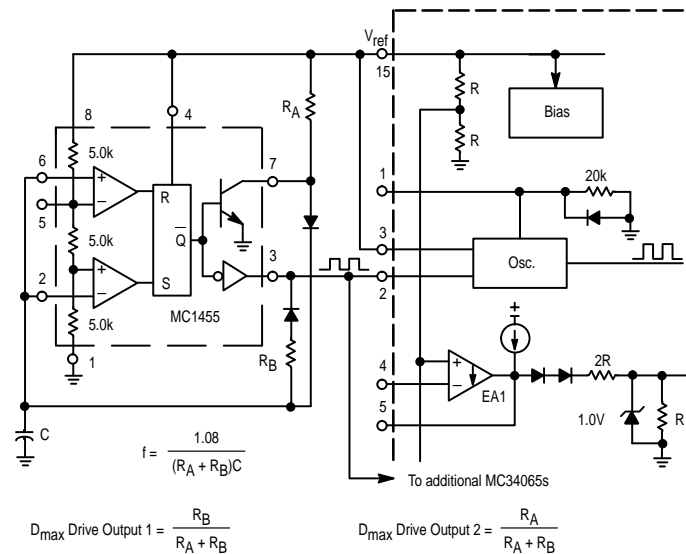 Vref
15
R
R
Bias
RA
8
4
5.0k
6
7
5
R
5.0k
Q
3
2
S
MC1455
5.0k
1
RB
C
f = 1.08 / (RA + RB)C
1
20k
3
Osc.
2
+
4
+
–
EA1
2R
5
1.0V
R
To additional MC34065s
+
–
+
–
Dmax Drive Output 1 = RB / RA + RB
Dmax Drive Output 2 = RA / RA + RB